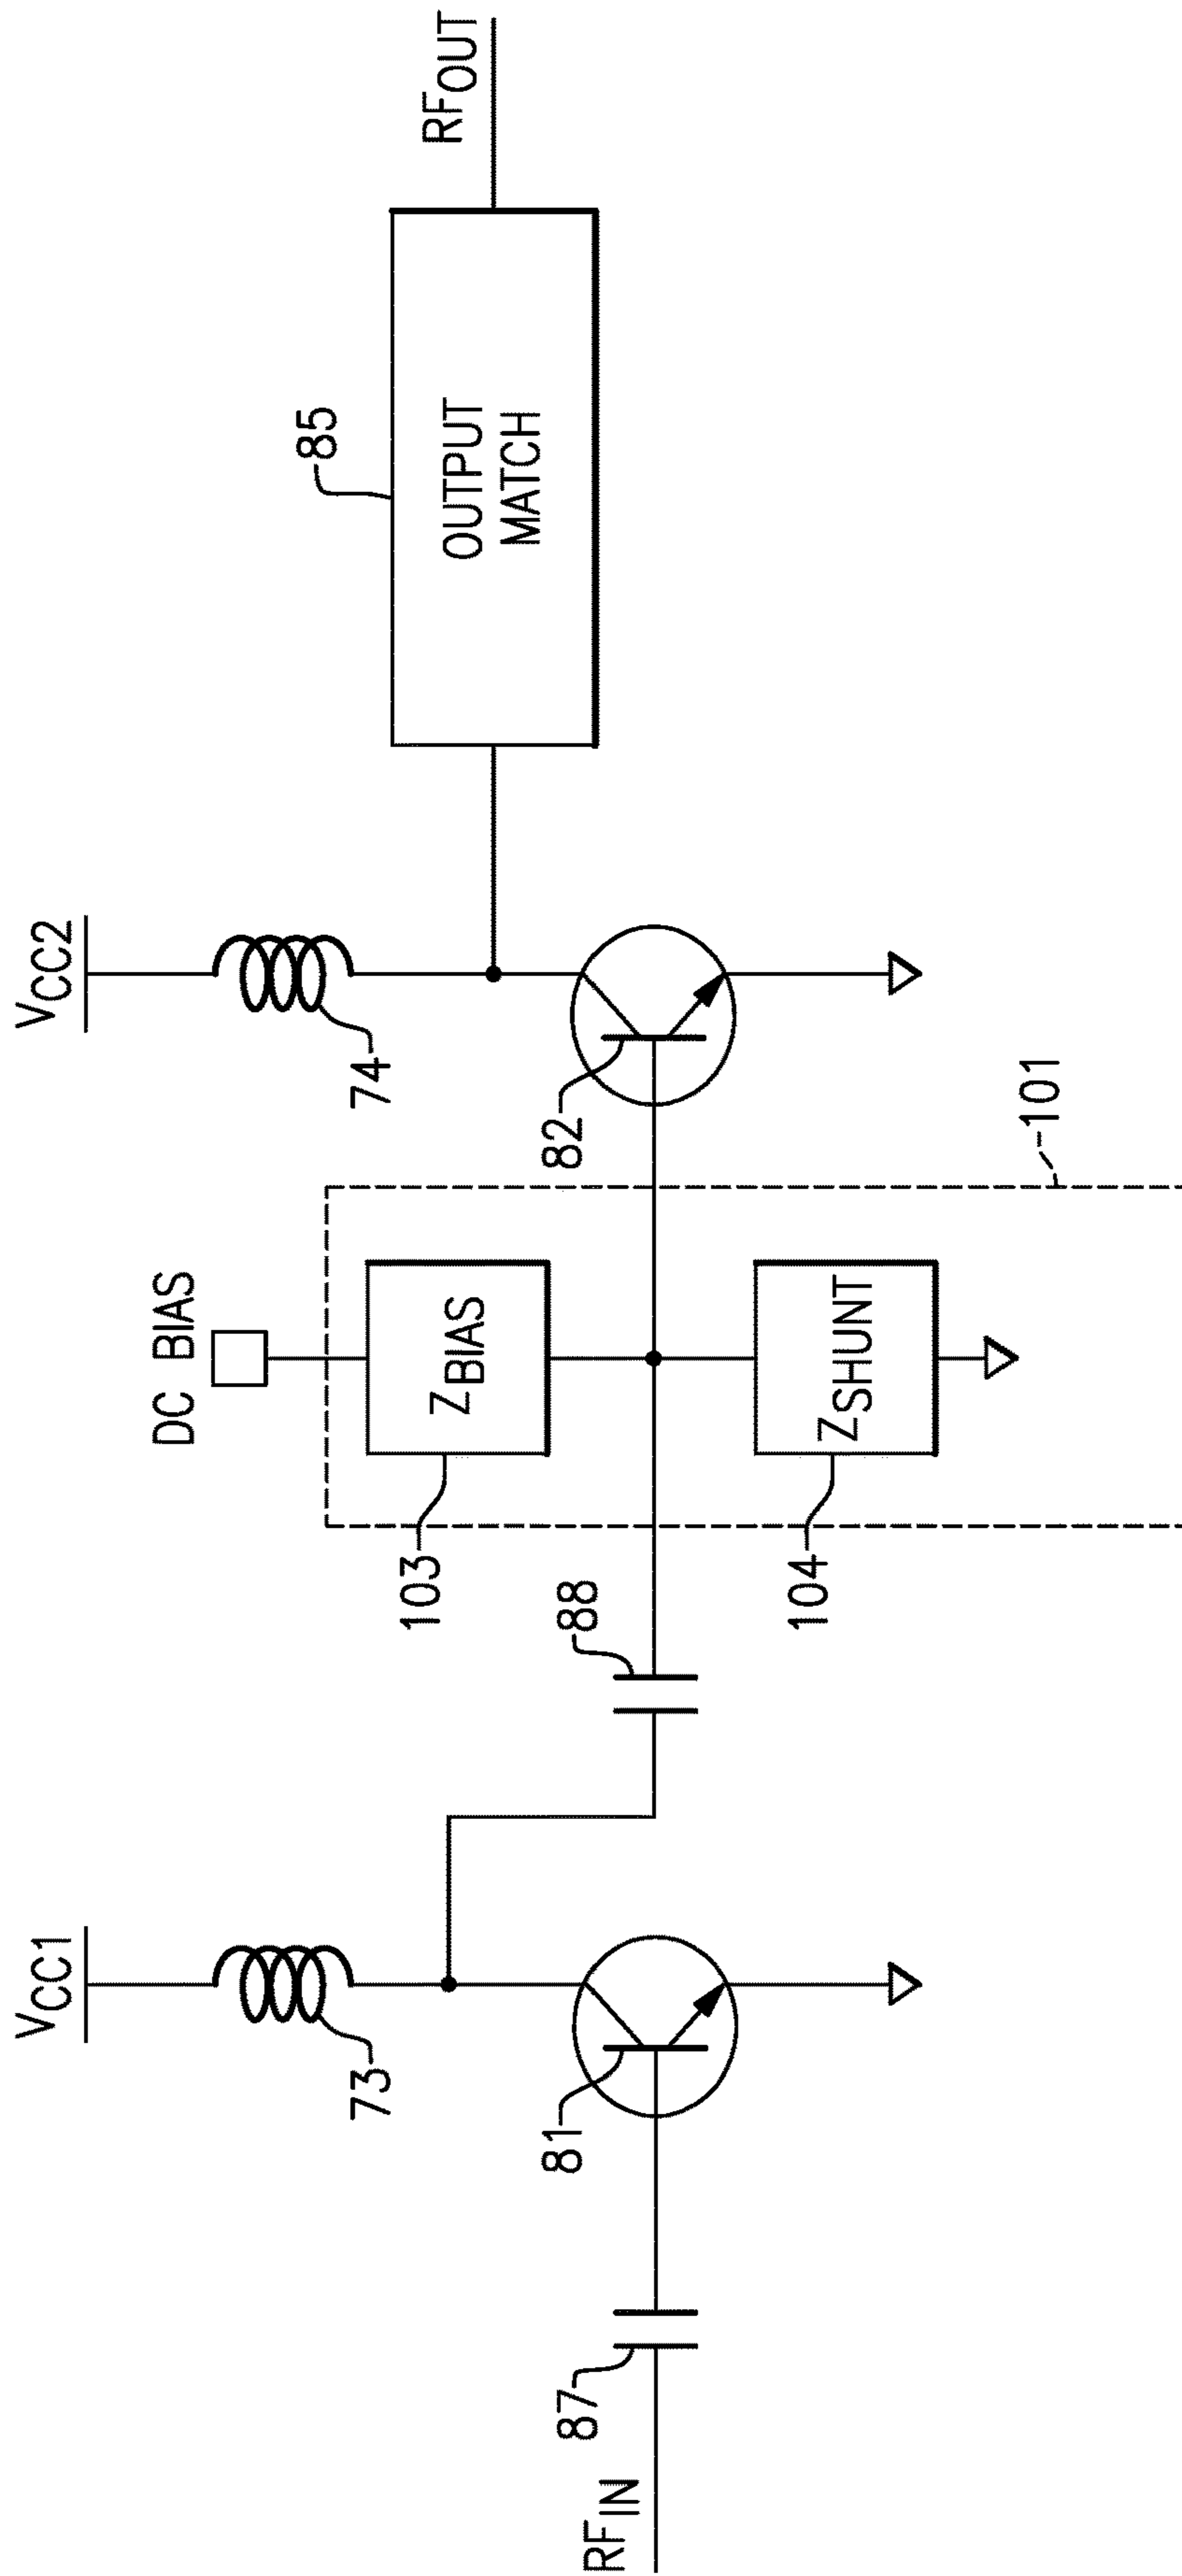 VCC1
VCC2
73
74
DC BIAS
85
OUTPUT
MATCH
RFOUT
103
ZBIAS
RFIN
87
81
88
82
104
ZSHUNT
101